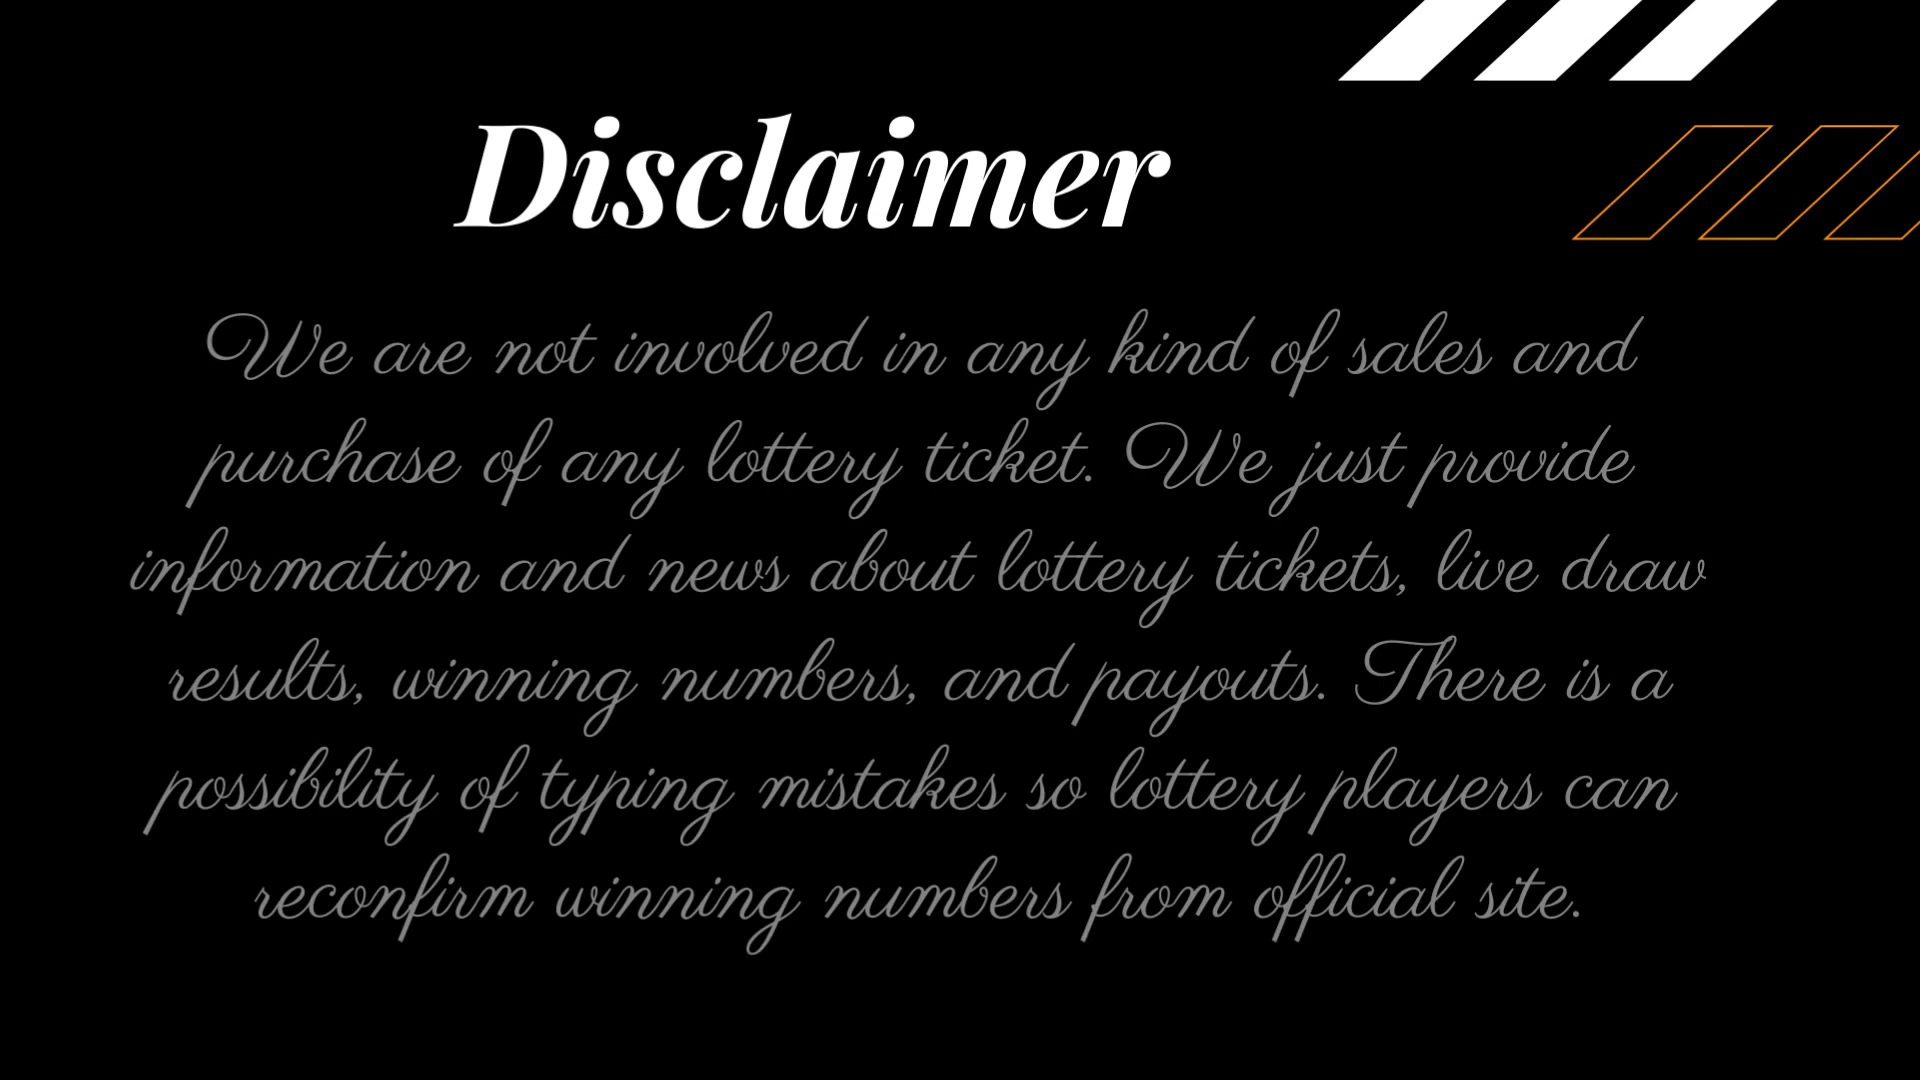 Disclaimer
We are not involved in any kind of sales and
purchase of any lottery ticket. We just provide
information and news about lottery tickets, live draw
results, winning numbers, and payouts. There is a
possibility of typing mistakes so lottery players can
reconfirm winning numbers from official site.